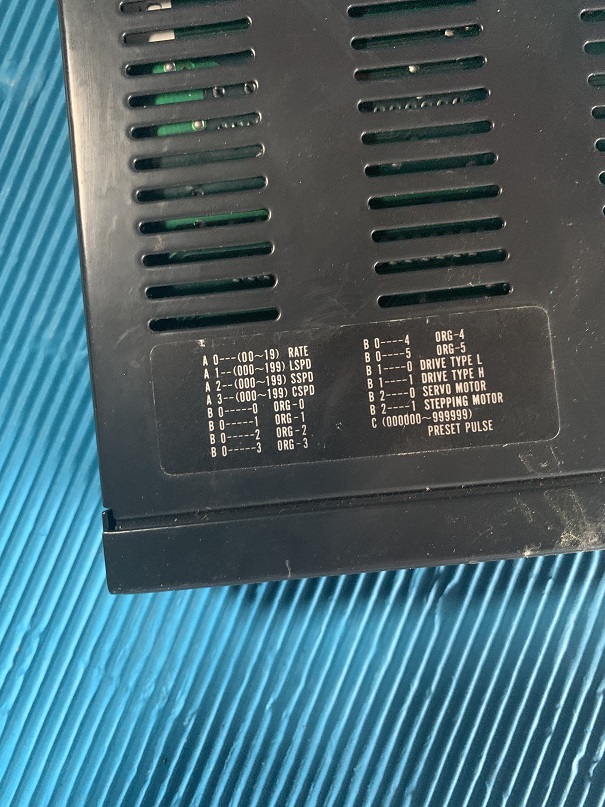 A 0---(00~19) RATE
A 1--(000~199) LSPD
A 2--(000~199) SSPD
A 3--(000~199) CSPD
B 0-----0 ORG-0
B 0-----1 ORG-1
B 0-----2 ORG-2
B 0-----3 ORG-3
B 0----4 ORG-4
B 0----5 ORG-5
B 1----0 DRIVE TYPE L
B 1----1 DRIVE TYPE H
B 2----0 SERVO MOTOR
B 2----1 STEPPING MOTOR
C (000000~999999)
PRESET PULSE